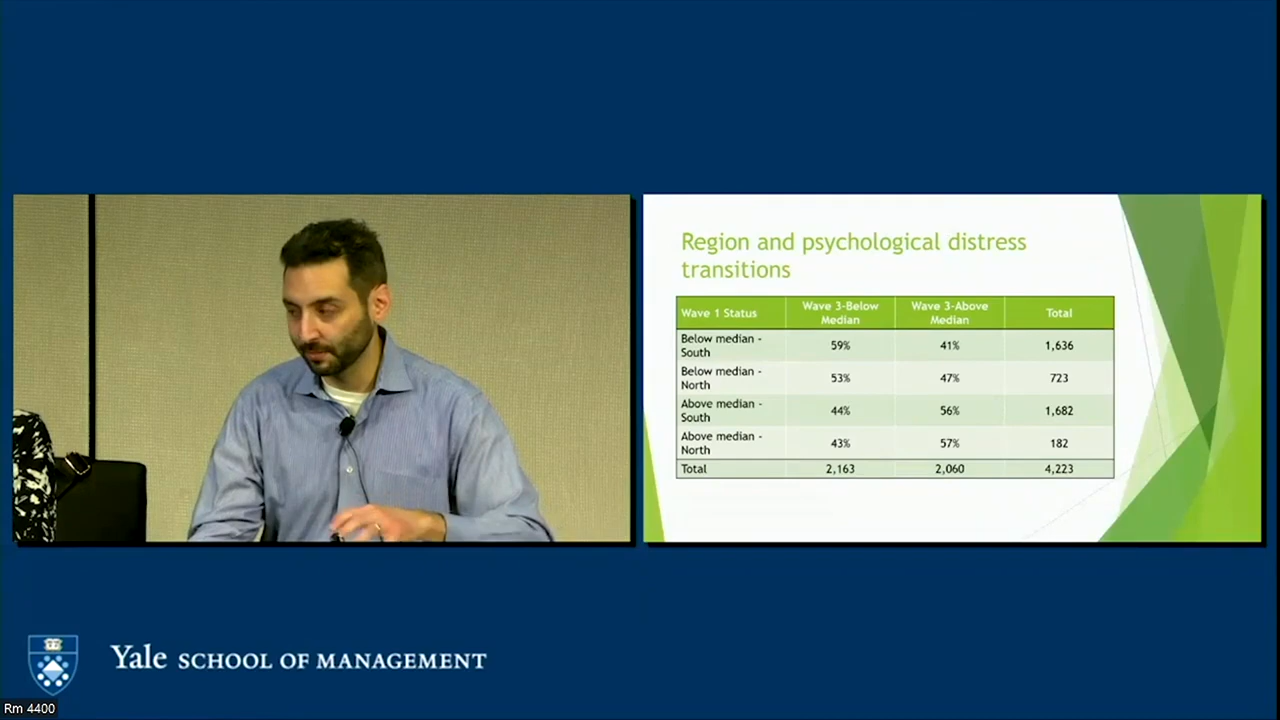 Region and psychological distress
transitions
Wave 1 Status
Wave 3-Below
Median
Wave 3-Above
Median
Total
Below median -
South
59%
41%
1,636
Below median -
North
53%
47%
723
Above median -
South
44%
56%
1,682
Above median -
North
43%
57%
182
Total
2,163
2,060
4,223
Yale SCHOOL OF MANAGEMENT
Rm 4400